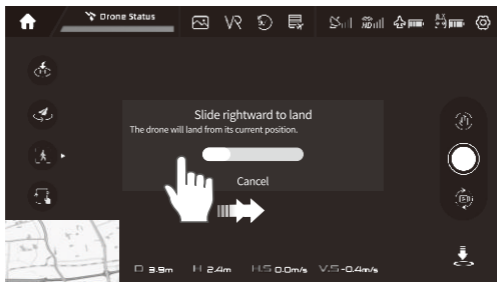 Drone Status
VR
HD
Slide rightward to land
The drone will land from its current position.
Cancel
D 3.9m H 2.4m H.S 0.0m/s V.S -0.4m/s